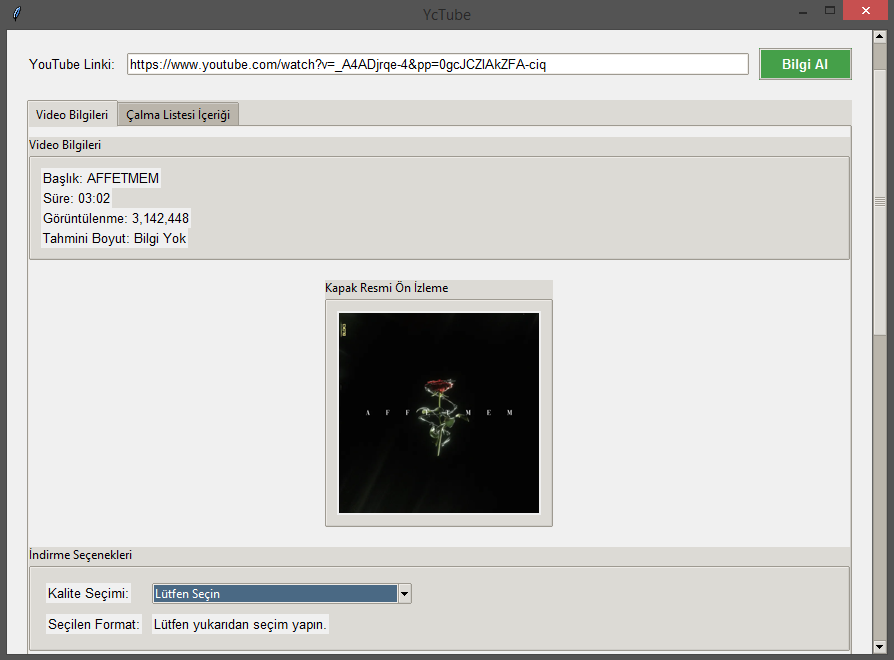 YcTube
YouTube Linki: https://www.youtube.com/watch?v=_A4ADjrqe-4&pp=0gcJCZIAkZFA-ciq Bilgi Al
Video Bilgileri Çalma Listesi İçeriği
Video Bilgileri
Başlık: AFFETMEM
Süre: 03:02
Görüntülenme: 3,142,448
Tahmini Boyut: Bilgi Yok
Kapak Resmi Ön İzleme
AFFETMEM
İndirme Seçenekleri
Kalite Seçimi: Lütfen Seçin
Seçilen Format: Lütfen yukarıdan seçim yapın.